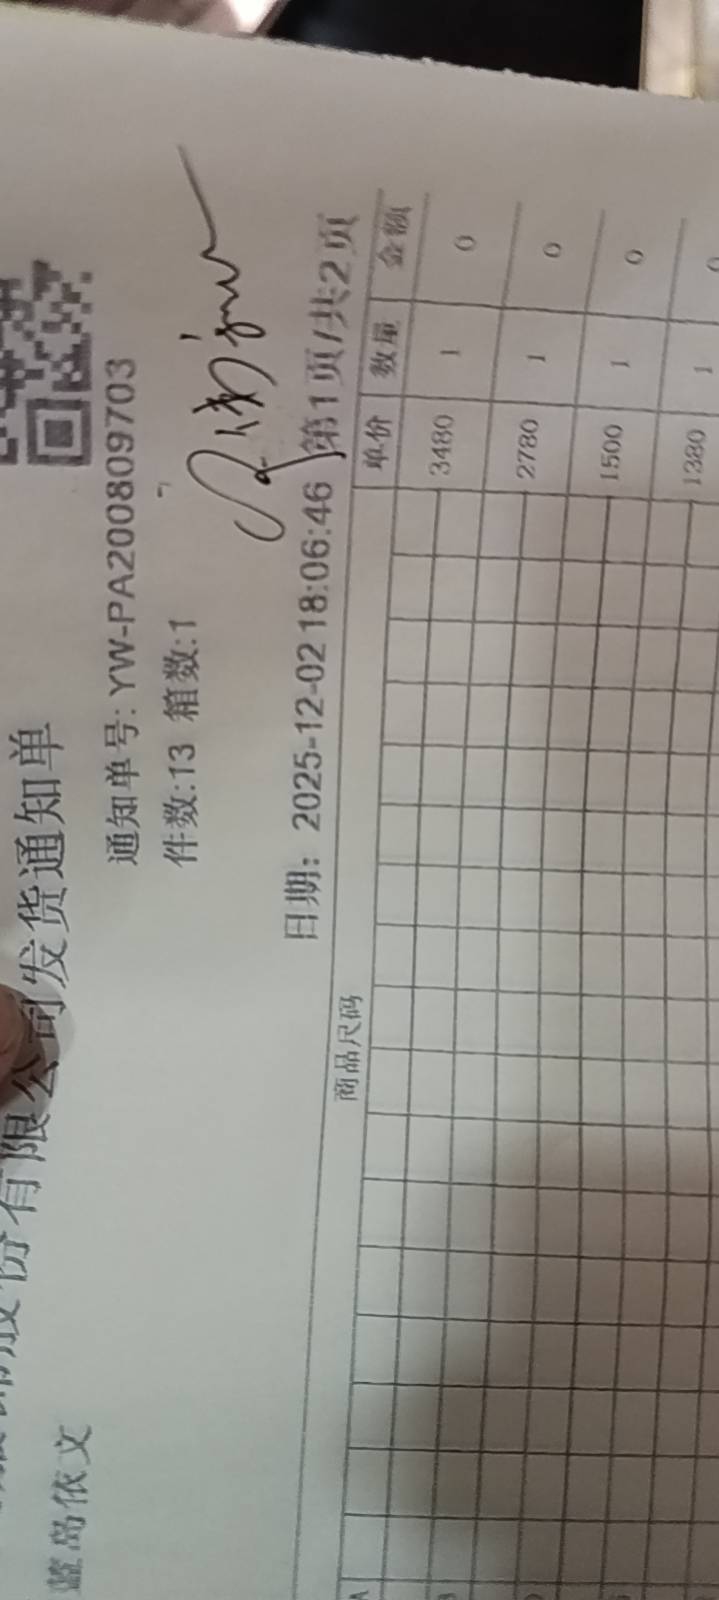 份有限公司发货通知单
蓝岛依文
通知单号: YW-PA200809703
件数:13 箱数:1
日期: 2025-12-02 18:06:46 第1页/共2页
商品尺码 单价 数量 金额
3480 1 0
2780 1 0
1500 1 0
1380 1 0